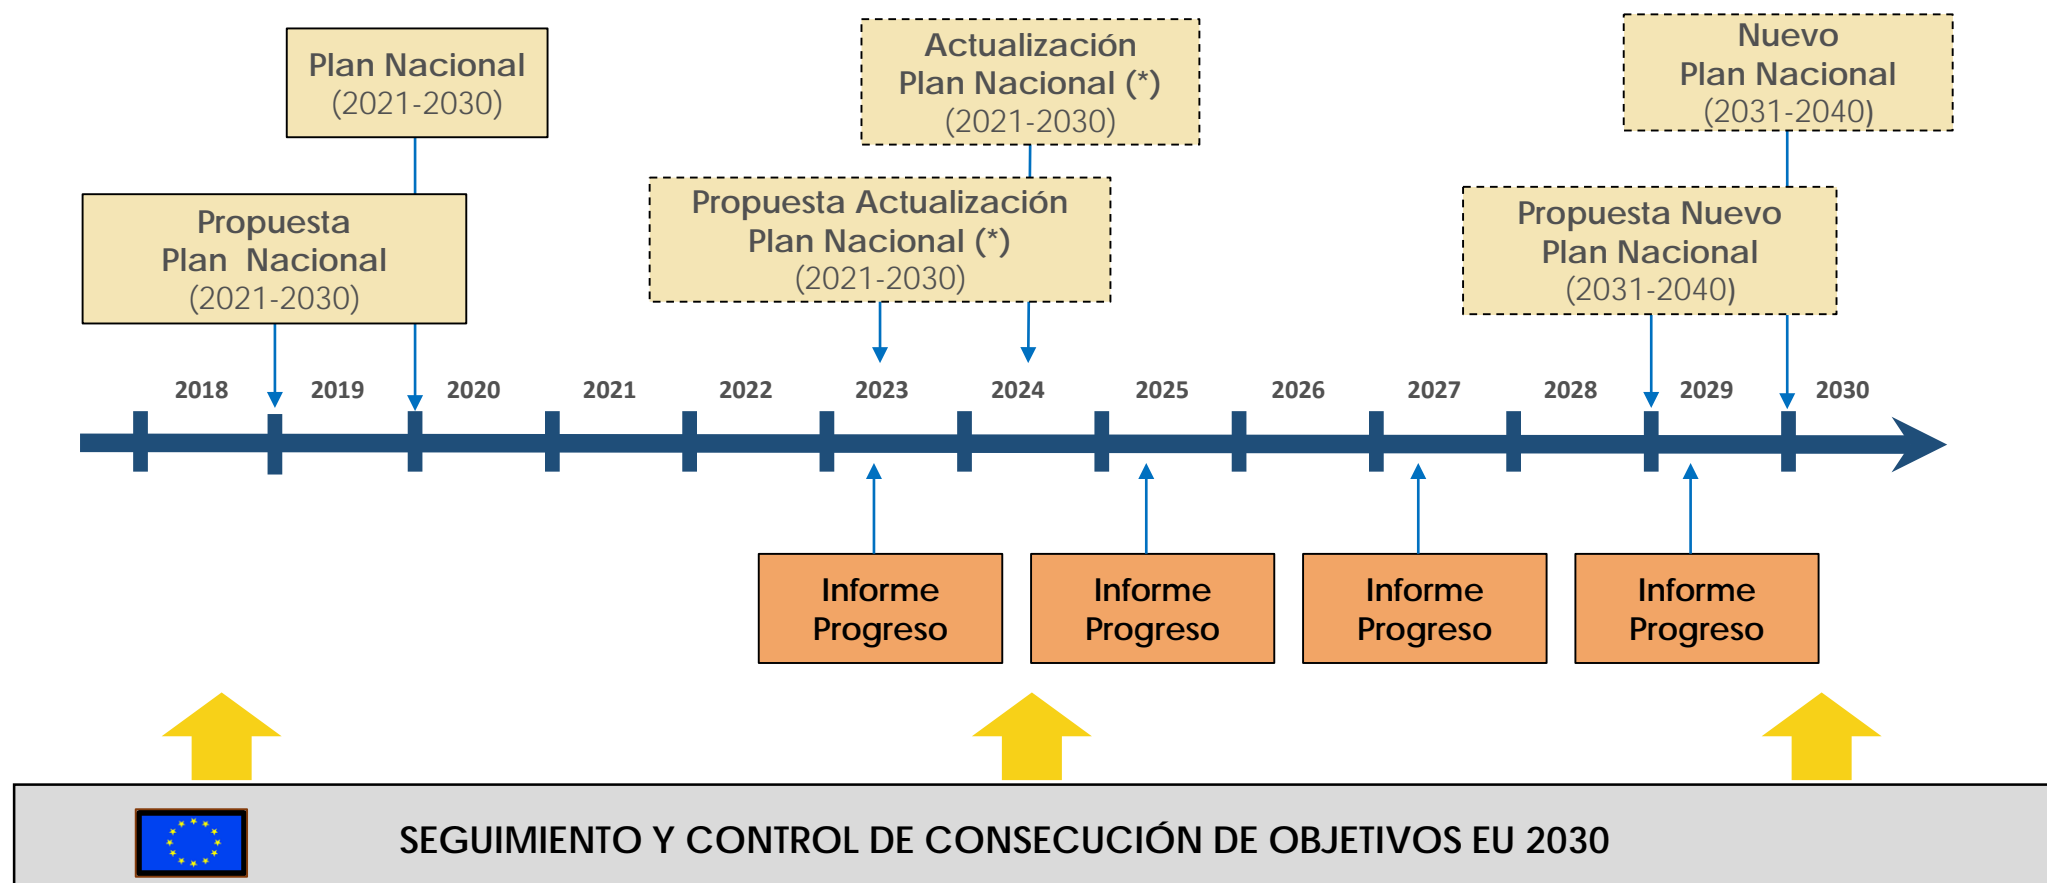 Plan Nacional
(2021-2030)
Actualización
Plan Nacional (*)
(2021-2030)
Nuevo
Plan Nacional
(2031-2040)
Propuesta
Plan Nacional
(2021-2030)
Propuesta Actualización
Plan Nacional (*)
(2021-2030)
Propuesta Nuevo
Plan Nacional
(2031-2040)
2018 2019 2020 2021 2022 2023 2024 2025 2026 2027 2028 2029 2030
Informe
Progreso
Informe
Progreso
Informe
Progreso
Informe
Progreso
SEGUIMIENTO Y CONTROL DE CONSECUCIÓN DE OBJETIVOS EU 2030